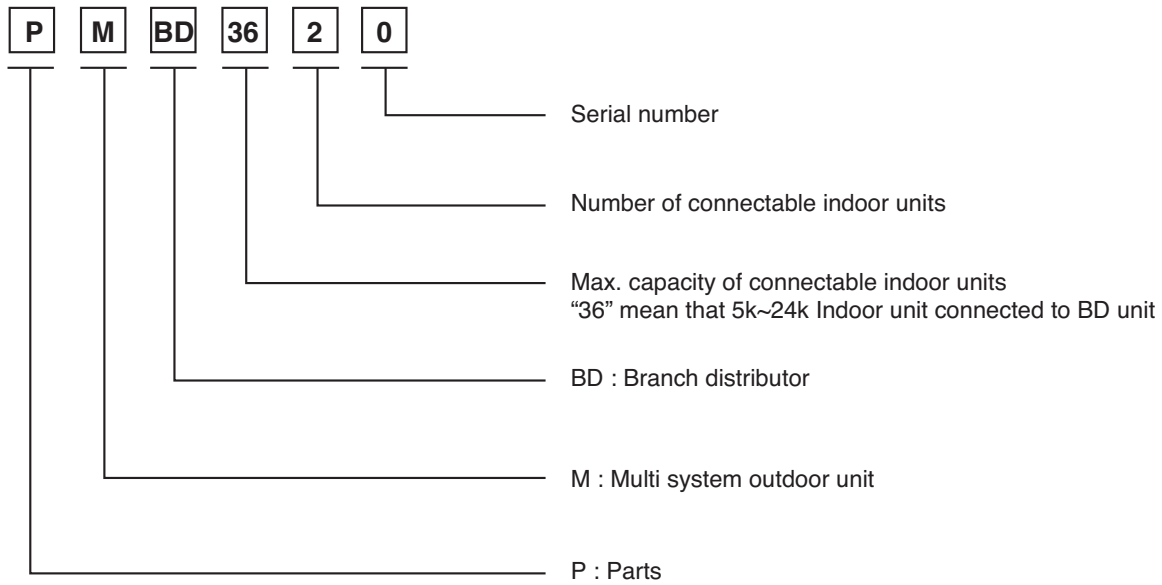 P M BD 36 2 0
Serial number
Number of connectable indoor units
Max. capacity of connectable indoor units
“36” mean that 5k~24k Indoor unit connected to BD unit
BD : Branch distributor
M : Multi system outdoor unit
P : Parts